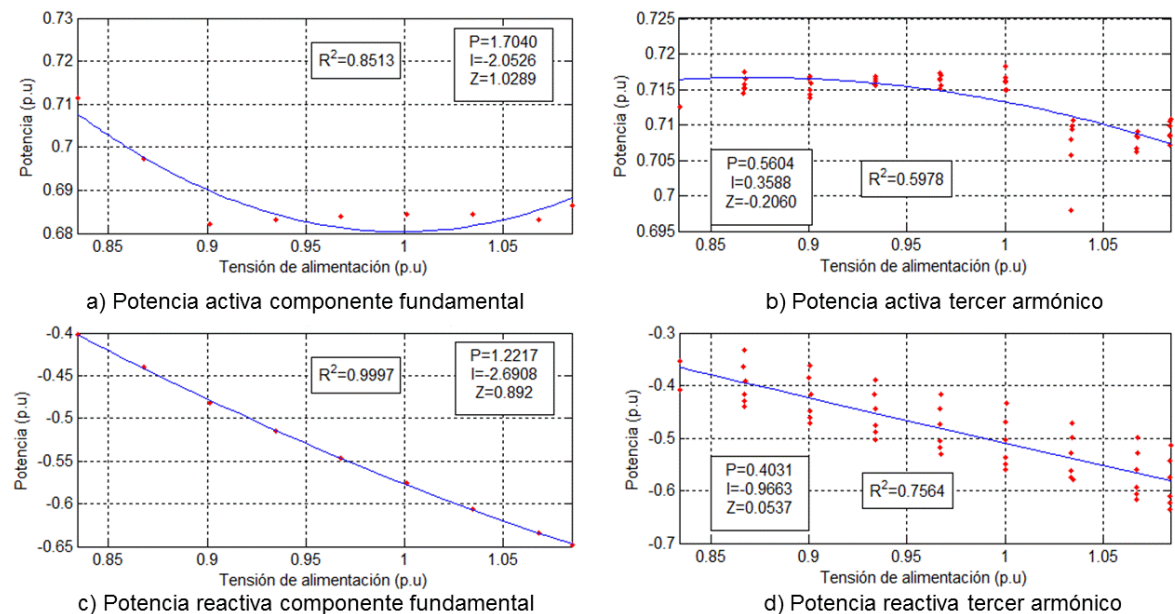 0.73
0.72
0.71
0.7
0.69
0.68
Potencia (p.u)
R²=0.8513
P=1.7040
I=-2.0526
Z=1.0289
0.85
0.9
0.95
1
1.05
Tensión de alimentación (p.u)
a) Potencia activa componente fundamental
0.725
0.72
0.715
0.71
0.705
0.7
0.695
Potencia (p.u)
P=0.5604
I=0.3588
Z=-0.2060
R²=0.5978
0.85
0.9
0.95
1
1.05
Tensión de alimentación (p.u)
b) Potencia activa tercer armónico
-0.4
-0.45
-0.5
-0.55
-0.6
-0.65
Potencia (p.u)
R²=0.9997
P=1.2217
I=-2.6908
Z=0.892
0.85
0.9
0.95
1
1.05
Tensión de alimentación (p.u)
c) Potencia reactiva componente fundamental
-0.3
-0.4
-0.5
-0.6
-0.7
Potencia (p.u)
P=0.4031
I=-0.9663
Z=0.0537
R²=0.7564
0.85
0.9
0.95
1
1.05
Tensión de alimentación (p.u)
d) Potencia reactiva tercer armónico